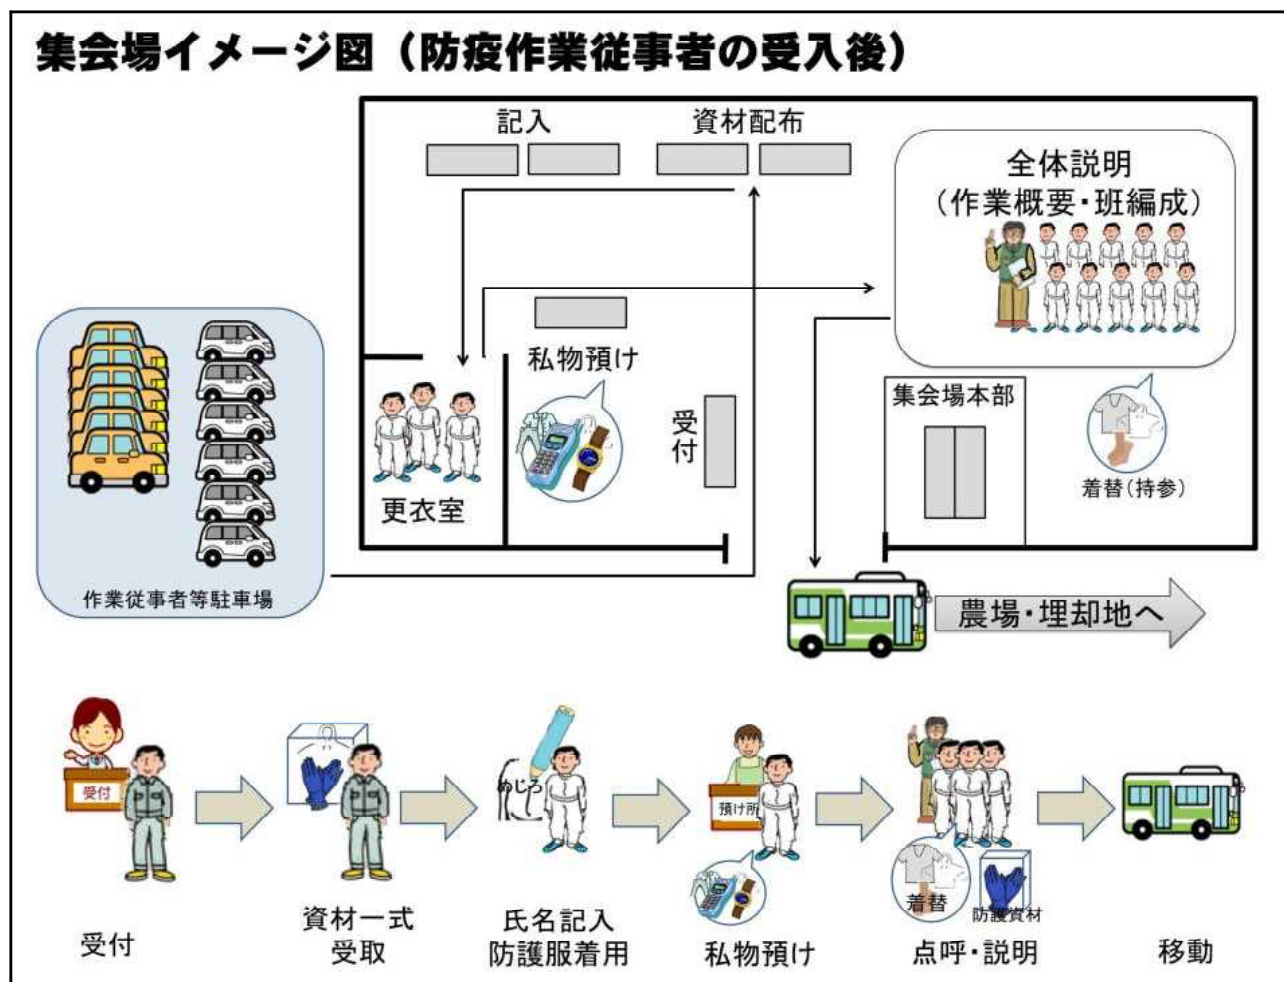 集会場イメージ図（防疫作業従事者の受入後）
記入
資材配布
全体説明
（作業概要・班編成）
私物預け
受付
集会場本部
更衣室
着替（持参）
作業従事者等駐車場
農場・埋却地へ
受付
めじろ
預け所
着替
防護資材
受付
資材一式
受取
氏名記入
防護服着用
私物預け
点呼・説明
移動